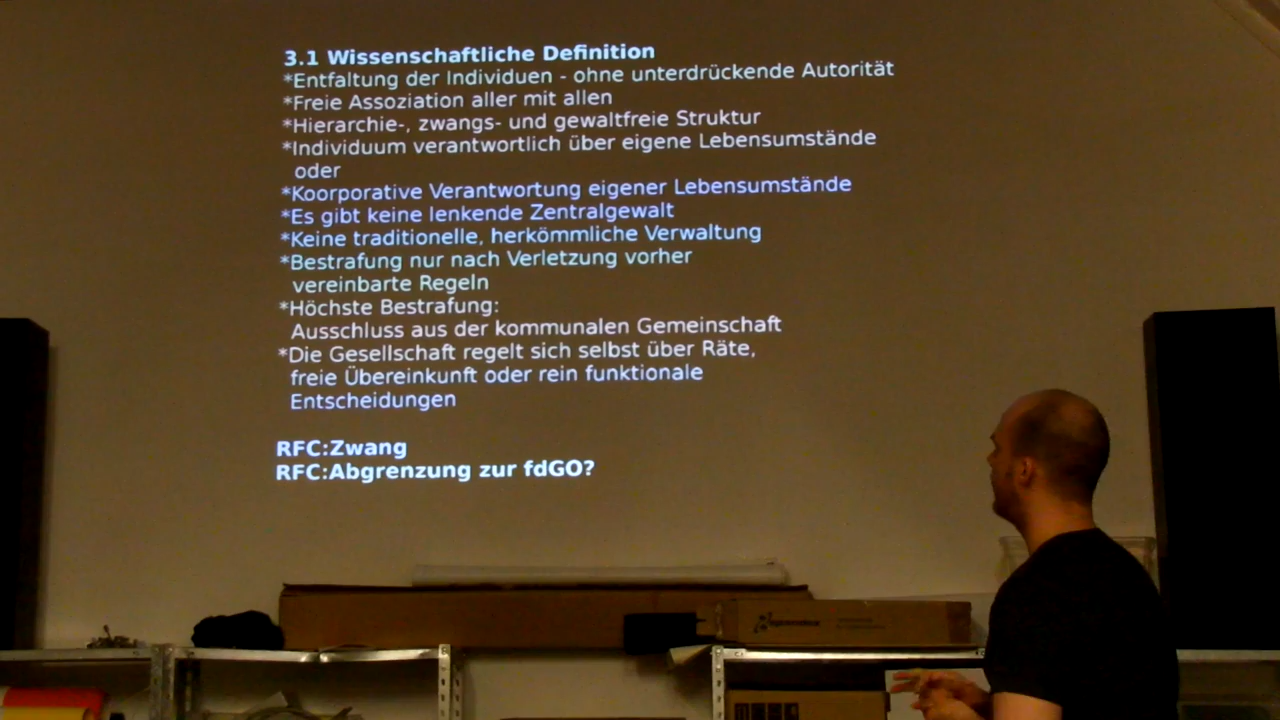 3.1 Wissenschaftliche Definition
*Entfaltung der Individuen - ohne unterdrückende Autorität
*Freie Assoziation aller mit allen
*Hierarchie-, zwangs- und gewaltfreie Struktur
*Individuum verantwortlich über eigene Lebensumstände
oder
*Koorporative Verantwortung eigener Lebensumstände
*Es gibt keine lenkende Zentralgewalt
*Keine traditionelle, herkömmliche Verwaltung
*Bestrafung nur nach Verletzung vorher
vereinbarte Regeln
*Höchste Bestrafung:
Ausschluss aus der kommunalen Gemeinschaft
*Die Gesellschaft regelt sich selbst über Räte,
freie Übereinkunft oder rein funktionale
Entscheidungen
RFC:Zwang
RFC:Abgrenzung zur fdGO?